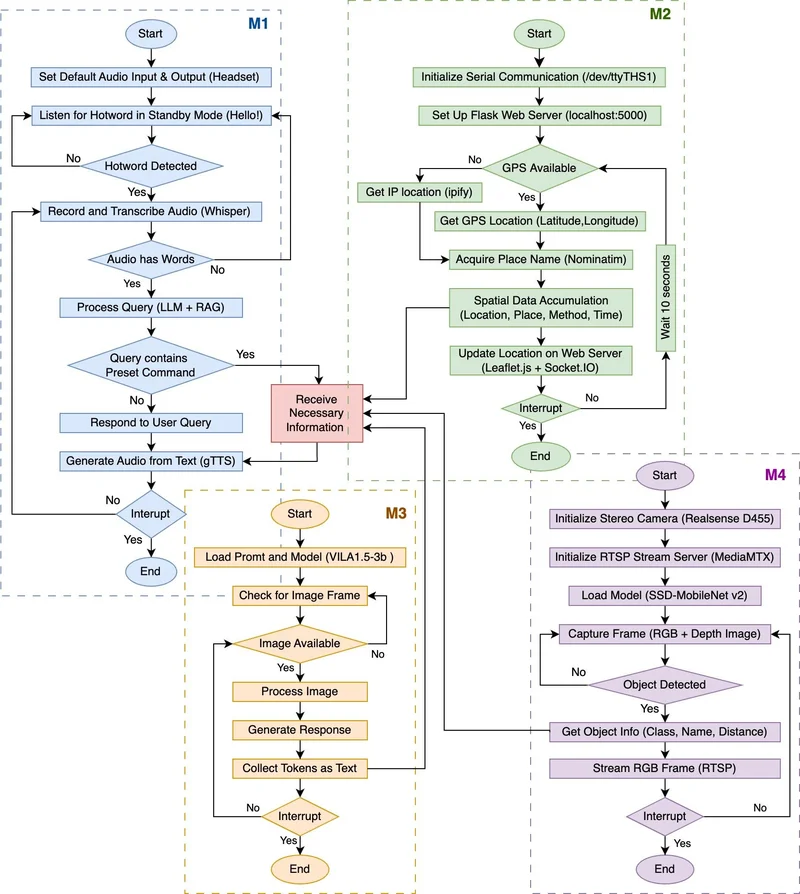 M1
Start
Set Default Audio Input & Output (Headset)
Listen for Hotword in Standby Mode (Hello!)
No
Hotword Detected
Yes
Record and Transcribe Audio (Whisper)
Audio has Words
No
Yes
Process Query (LLM + RAG)
Query contains
Preset Command
Yes
No
Respond to User Query
Generate Audio from Text (gTTS)
No
Interupt
Yes
End
Receive
Necessary
Information
M2
Start
Initialize Serial Communication (/dev/ttyTHS1)
Set Up Flask Web Server (localhost:5000)
No
GPS Available
Get IP location (ipify)
Yes
Get GPS Location (Latitude,Longitude)
Acquire Place Name (Nominatim)
Spatial Data Accumulation
(Location, Place, Method, Time)
Update Location on Web Server
(Leaflet.js + Socket.IO)
Wait 10 seconds
Interrupt
No
Yes
End
M3
Start
Load Promt and Model (VILA1.5-3b )
Check for Image Frame
Image Available
No
Yes
Process Image
Generate Response
Collect Tokens as Text
No
Interrupt
Yes
End
M4
Start
Initialize Stereo Camera (Realsense D455)
Initialize RTSP Stream Server (MediaMTX)
Load Model (SSD-MobileNet v2)
Capture Frame (RGB + Depth Image)
No
Object Detected
Yes
Get Object Info (Class, Name, Distance)
Stream RGB Frame (RTSP)
Interrupt
No
Yes
End